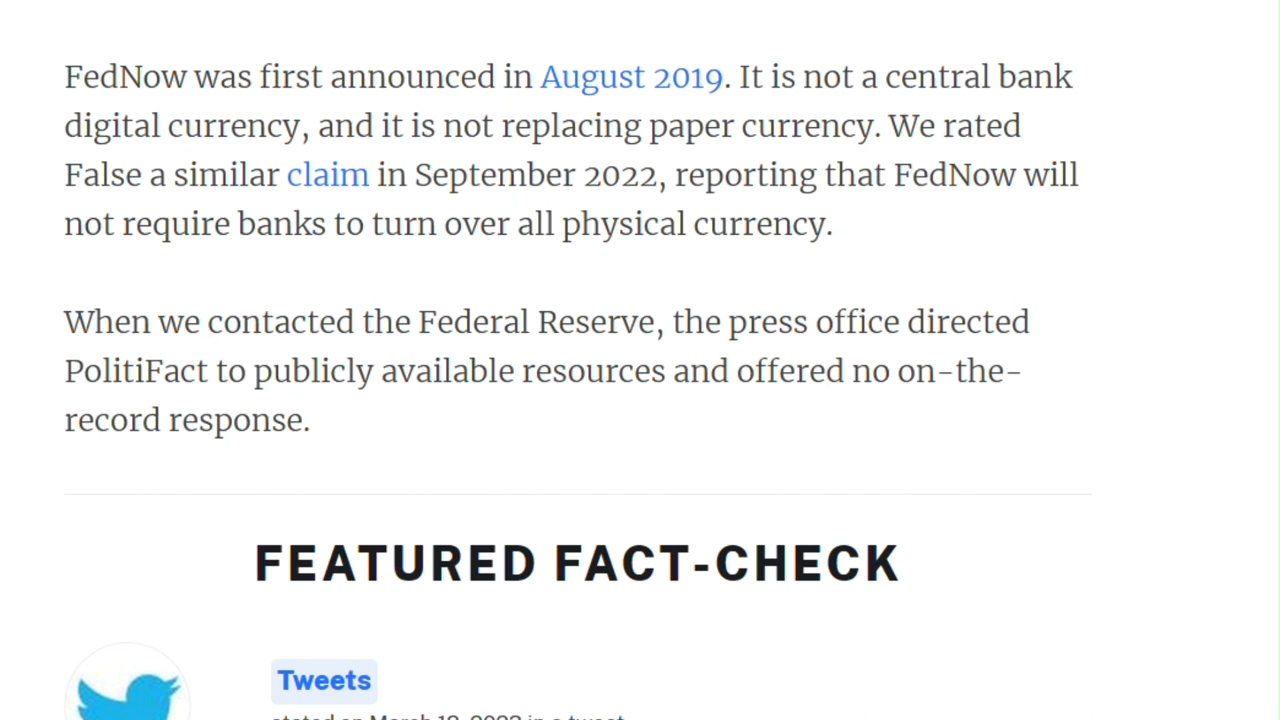 FedNow was first announced in August 2019. It is not a central bank
digital currency, and it is not replacing paper currency. We rated
False a similar claim in September 2022, reporting that FedNow will
not require banks to turn over all physical currency.
When we contacted the Federal Reserve, the press office directed
PolitiFact to publicly available resources and offered no on-the-
record response.
FEATURED FACT-CHECK
Tweets
stated on March in a tweet